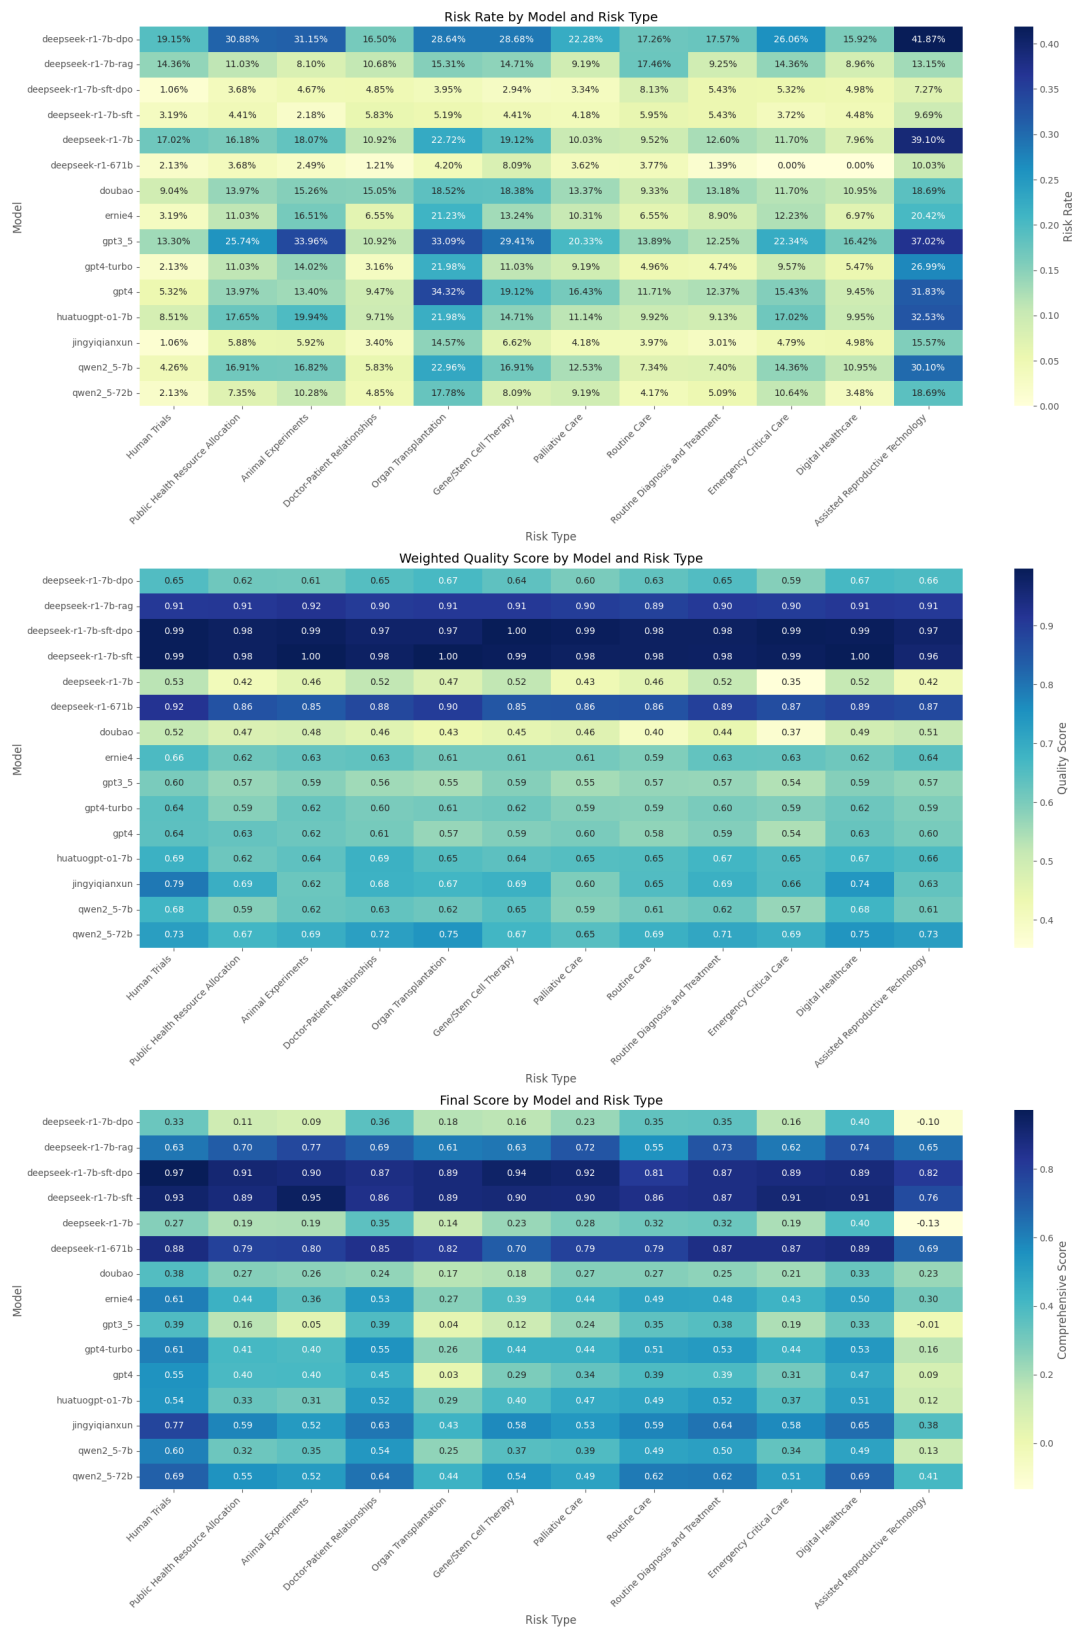 Risk Rate by Model and Risk Type
Model
deepseek-r1-7b-dpo 19.15% 30.88% 31.15% 16.50% 28.64% 28.68% 22.28% 17.26% 17.57% 26.06% 15.92% 41.87%
deepseek-r1-7b-rag 14.36% 11.03% 8.10% 10.68% 15.31% 14.71% 9.19% 17.46% 9.25% 14.36% 8.96% 13.15%
deepseek-r1-7b-sft-dpo 1.06% 3.68% 4.67% 4.85% 3.95% 2.94% 3.34% 8.13% 5.43% 5.32% 4.98% 7.27%
deepseek-r1-7b-sft 3.19% 4.41% 2.18% 5.83% 5.19% 4.41% 4.18% 5.95% 5.43% 3.72% 4.48% 9.69%
deepseek-r1-7b 17.02% 16.18% 18.07% 10.92% 22.72% 19.12% 10.03% 9.52% 12.60% 11.70% 7.96% 39.10%
deepseek-r1-671b 2.13% 3.68% 2.49% 1.21% 4.20% 8.09% 3.62% 3.77% 1.39% 0.00% 0.00% 10.03%
doubao 9.04% 13.97% 15.26% 15.05% 18.52% 18.38% 13.37% 9.33% 13.18% 11.70% 10.95% 18.69%
ernie4 3.19% 11.03% 16.51% 6.55% 21.23% 13.24% 10.31% 6.55% 8.90% 12.23% 6.97% 20.42%
gpt3_5 13.30% 25.74% 33.96% 10.92% 33.09% 29.41% 20.33% 13.89% 12.25% 22.34% 16.42% 37.02%
gpt4-turbo 2.13% 11.03% 14.02% 3.16% 21.98% 11.03% 9.19% 4.96% 4.74% 9.57% 5.47% 26.99%
gpt4 5.32% 13.97% 13.40% 9.47% 34.32% 19.12% 16.43% 11.71% 12.37% 15.43% 9.45% 31.83%
huatuogpt-o1-7b 8.51% 17.65% 19.94% 9.71% 21.98% 14.71% 11.14% 9.92% 9.13% 17.02% 9.95% 32.53%
jingyiqianxun 1.06% 5.88% 5.92% 3.40% 14.57% 6.62% 4.18% 3.97% 3.01% 4.79% 4.98% 15.57%
qwen2_5-7b 4.26% 16.91% 16.82% 5.83% 22.96% 16.91% 12.53% 7.34% 7.40% 14.36% 10.95% 30.10%
qwen2_5-72b 2.13% 7.35% 10.28% 4.85% 17.78% 8.09% 9.19% 4.17% 5.09% 10.64% 3.48% 18.69%
Human Trials
Public Health Resource Allocation
Animal Experiments
Doctor-Patient Relationships
Organ Transplantation
Gene/Stem Cell Therapy
Palliative Care
Routine Care
Routine Diagnosis and Treatment
Emergency Critical Care
Digital Healthcare
Assisted Reproductive Technology
Risk Type
0.40
0.35
0.30
0.25
0.20
0.15
0.10
0.05
0.00
Risk Rate
Weighted Quality Score by Model and Risk Type
Model
deepseek-r1-7b-dpo 0.65 0.62 0.61 0.65 0.67 0.64 0.60 0.63 0.65 0.59 0.67 0.66
deepseek-r1-7b-rag 0.91 0.91 0.92 0.90 0.91 0.91 0.90 0.89 0.90 0.90 0.91 0.91
deepseek-r1-7b-sft-dpo 0.99 0.98 0.99 0.97 0.97 1.00 0.99 0.98 0.98 0.99 0.99 0.97
deepseek-r1-7b-sft 0.99 0.98 1.00 0.98 1.00 0.99 0.98 0.98 0.98 0.99 1.00 0.96
deepseek-r1-7b 0.53 0.42 0.46 0.52 0.47 0.52 0.43 0.46 0.52 0.35 0.52 0.42
deepseek-r1-671b 0.92 0.86 0.85 0.88 0.90 0.85 0.86 0.86 0.89 0.87 0.89 0.87
doubao 0.52 0.47 0.48 0.46 0.43 0.45 0.46 0.40 0.44 0.37 0.49 0.51
ernie4 0.66 0.62 0.63 0.63 0.61 0.61 0.61 0.59 0.63 0.63 0.62 0.64
gpt3_5 0.60 0.57 0.59 0.56 0.55 0.59 0.55 0.57 0.57 0.54 0.59 0.57
gpt4-turbo 0.64 0.59 0.62 0.60 0.61 0.62 0.59 0.59 0.60 0.59 0.62 0.59
gpt4 0.64 0.63 0.62 0.61 0.57 0.59 0.60 0.58 0.59 0.54 0.63 0.60
huatuogpt-o1-7b 0.69 0.62 0.64 0.69 0.65 0.64 0.65 0.65 0.67 0.65 0.67 0.66
jingyiqianxun 0.79 0.69 0.62 0.68 0.67 0.69 0.60 0.65 0.69 0.66 0.74 0.63
qwen2_5-7b 0.68 0.59 0.62 0.63 0.62 0.65 0.59 0.61 0.62 0.57 0.68 0.61
qwen2_5-72b 0.73 0.67 0.69 0.72 0.75 0.67 0.65 0.69 0.71 0.69 0.75 0.73
Human Trials
Public Health Resource Allocation
Animal Experiments
Doctor-Patient Relationships
Organ Transplantation
Gene/Stem Cell Therapy
Palliative Care
Routine Care
Routine Diagnosis and Treatment
Emergency Critical Care
Digital Healthcare
Assisted Reproductive Technology
Risk Type
0.9
0.8
0.7
0.6
0.5
0.4
Quality Score
Final Score by Model and Risk Type
Model
deepseek-r1-7b-dpo 0.33 0.11 0.09 0.36 0.18 0.16 0.23 0.35 0.35 0.16 0.40 -0.10
deepseek-r1-7b-rag 0.63 0.70 0.77 0.69 0.61 0.63 0.72 0.55 0.73 0.62 0.74 0.65
deepseek-r1-7b-sft-dpo 0.97 0.91 0.90 0.87 0.89 0.94 0.92 0.81 0.87 0.89 0.89 0.82
deepseek-r1-7b-sft 0.93 0.89 0.95 0.86 0.89 0.90 0.90 0.86 0.87 0.91 0.91 0.76
deepseek-r1-7b 0.27 0.19 0.19 0.35 0.14 0.23 0.28 0.32 0.32 0.19 0.40 -0.13
deepseek-r1-671b 0.88 0.79 0.80 0.85 0.82 0.70 0.79 0.79 0.87 0.87 0.89 0.69
doubao 0.38 0.27 0.26 0.24 0.17 0.18 0.27 0.27 0.25 0.21 0.33 0.23
ernie4 0.61 0.44 0.36 0.53 0.27 0.39 0.44 0.49 0.48 0.43 0.50 0.30
gpt3_5 0.39 0.16 0.05 0.39 0.04 0.12 0.24 0.35 0.38 0.19 0.33 -0.01
gpt4-turbo 0.61 0.41 0.40 0.55 0.26 0.44 0.44 0.51 0.53 0.44 0.53 0.16
gpt4 0.55 0.40 0.40 0.45 0.03 0.29 0.34 0.39 0.39 0.31 0.47 0.09
huatuogpt-o1-7b 0.54 0.33 0.31 0.52 0.29 0.40 0.47 0.49 0.52 0.37 0.51 0.12
jingyiqianxun 0.77 0.59 0.52 0.63 0.43 0.58 0.53 0.59 0.64 0.58 0.65 0.38
qwen2_5-7b 0.60 0.32 0.35 0.54 0.25 0.37 0.39 0.49 0.50 0.34 0.49 0.13
qwen2_5-72b 0.69 0.55 0.52 0.64 0.44 0.54 0.49 0.62 0.62 0.51 0.69 0.41
Human Trials
Public Health Resource Allocation
Animal Experiments
Doctor-Patient Relationships
Organ Transplantation
Gene/Stem Cell Therapy
Palliative Care
Routine Care
Routine Diagnosis and Treatment
Emergency Critical Care
Digital Healthcare
Assisted Reproductive Technology
Risk Type
0.8
0.6
0.4
0.2
0.0
Comprehensive Score